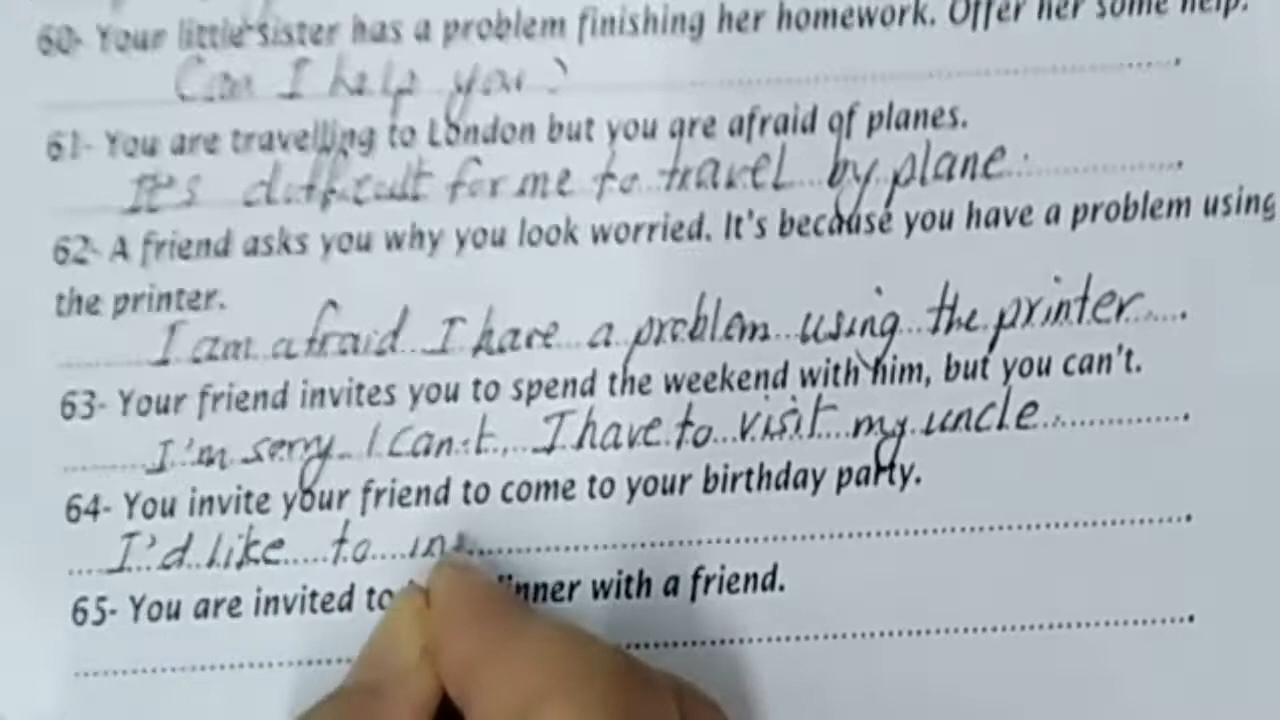 60- Your little sister has a problem finishing her homework. Offer her some help.
Can I help you?
61- You are travelling to London but you are afraid of planes.
It's difficult for me to travel by plane.
62- A friend asks you why you look worried. It's because you have a problem using
the printer.
I am afraid I have a problem using the printer
63- Your friend invites you to spend the weekend with him, but you can't.
I'm sorry I can't, I have to visit my uncle
64- You invite your friend to come to your birthday party.
I'd like to in
65- You are invited to dinner with a friend.